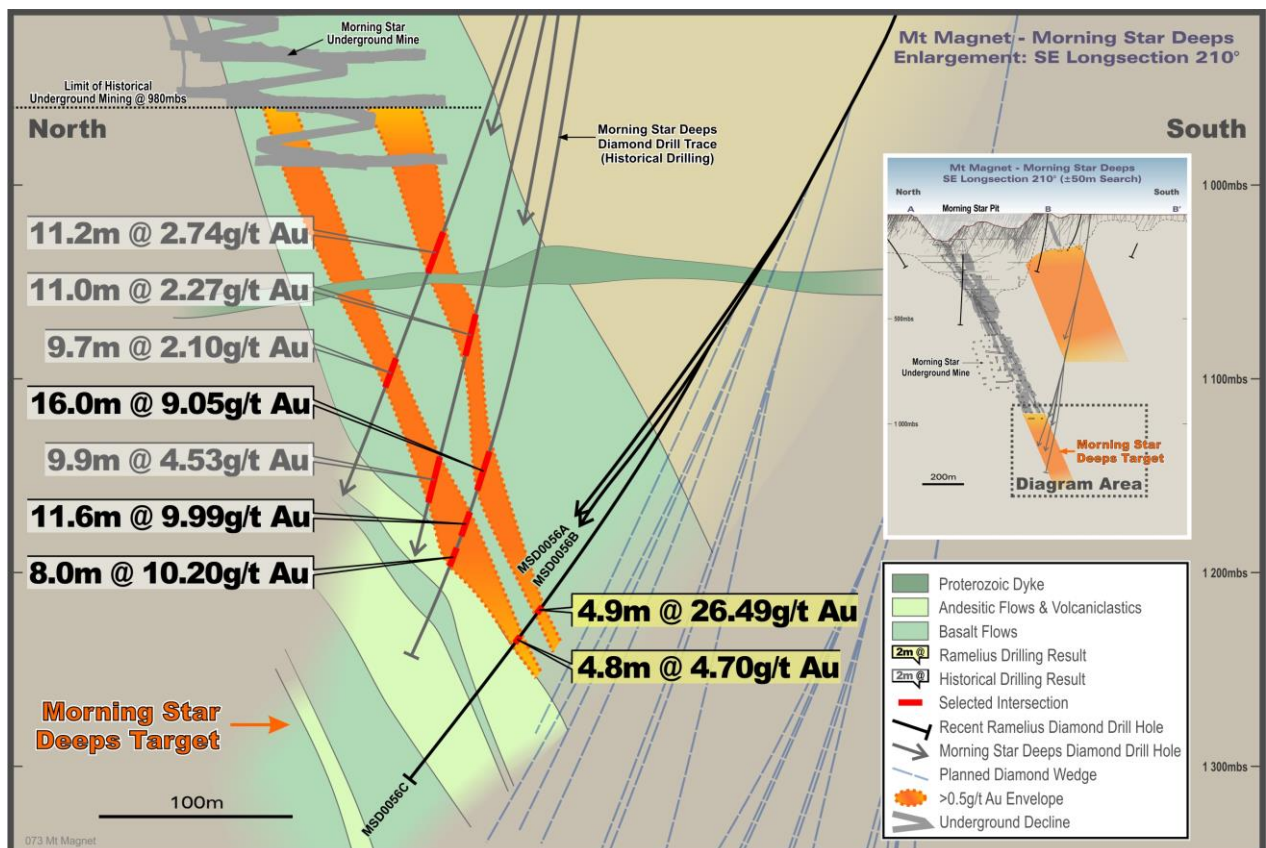 Morning Star
Underground Mine
Limit of Historical
Underground Mining @ 980mbs
North
Mt Magnet - Morning Star Deeps
Enlargement: SE Longsection 210°
South
Morning Star Deeps
Diamond Drill Trace
(Historical Drilling)
11.2m @ 2.74g/t Au
11.0m @ 2.27g/t Au
9.7m @ 2.10g/t Au
16.0m @ 9.05g/t Au
9.9m @ 4.53g/t Au
11.6m @ 9.99g/t Au
8.0m @ 10.20g/t Au
MSD0056A
MSD0056B
4.9m @ 26.49g/t Au
4.8m @ 4.70g/t Au
Morning Star
Deeps Target
100m
MSD0056C
073 Mt Magnet
1 000mbs
1 100mbs
1 200mbs
1 300mbs
Mt Magnet - Morning Star Deeps
SE Longsection 210° (±50m Search)
North
South
A
Morning Star Pit
B
B'
500mbs
Morning Star
Underground Mine
1 000mbs
Morning Star
Deeps Target
200m
Diagram Area
Proterozoic Dyke
Andesitic Flows & Volcaniclastics
Basalt Flows
2m @ Ramelius Drilling Result
2m @ Historical Drilling Result
Selected Intersection
Recent Ramelius Diamond Drill Hole
Morning Star Deeps Diamond Drill Hole
Planned Diamond Wedge
>0.5g/t Au Envelope
Underground Decline